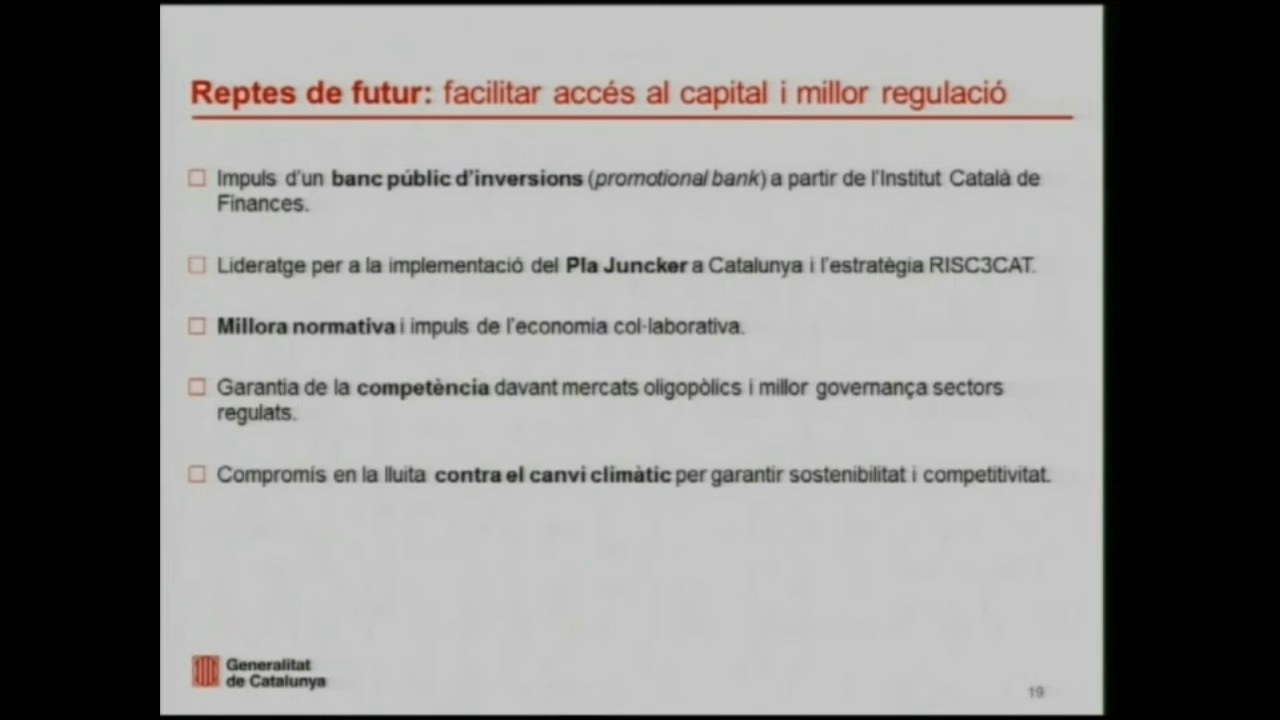 Reptes de futur: facilitar accés al capital i millor regulació
Impuls d'un banc públic d'inversions (promotional bank) a partir de l'Institut Català de
Finances.
Lideratge per a la implementació del Pla Juncker a Catalunya i l'estratègia RISC3CAT.
Millora normativa i impuls de l'economia col·laborativa.
Garantia de la competència davant mercats oligopòlics i millor governança sectors
regulats.
Compromís en la lluita contra el canvi climàtic per garantir sostenibilitat i competitivitat.
Generalitat
de Catalunya
19